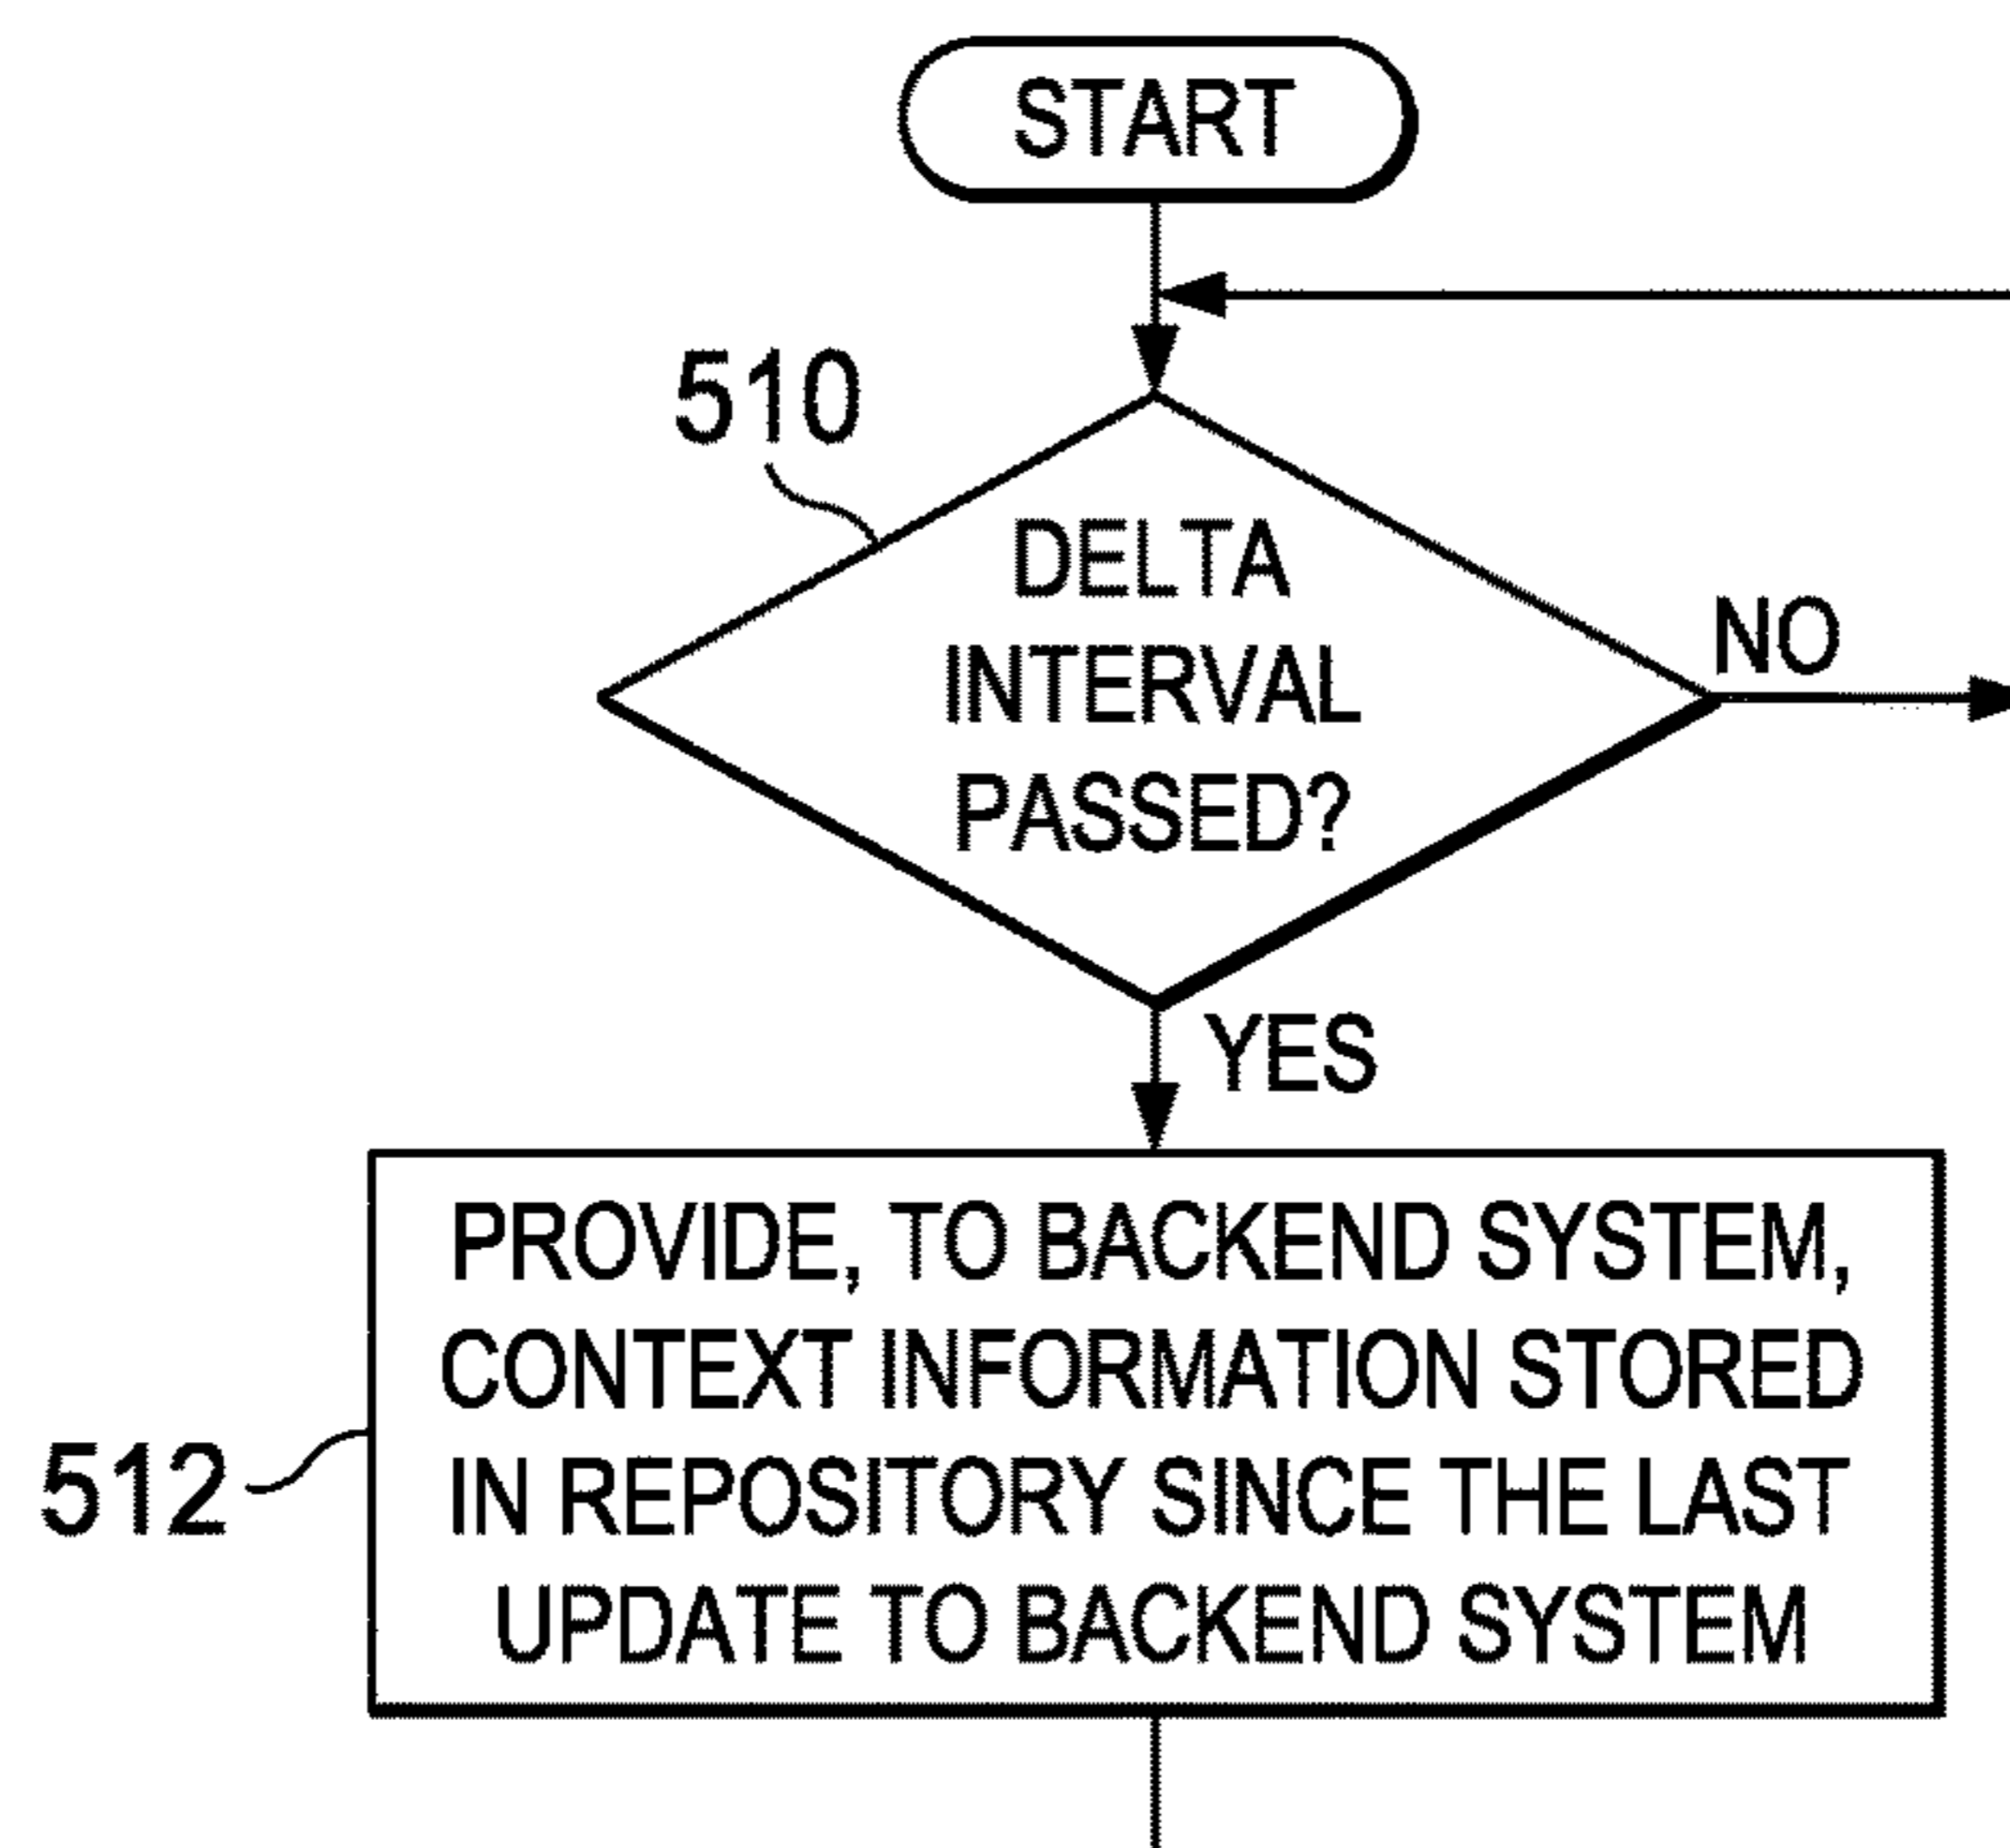 START
510
DELTA
INTERVAL
PASSED?
NO
YES
PROVIDE, TO BACKEND SYSTEM,
CONTEXT INFORMATION STORED
IN REPOSITORY SINCE THE LAST
UPDATE TO BACKEND SYSTEM
512